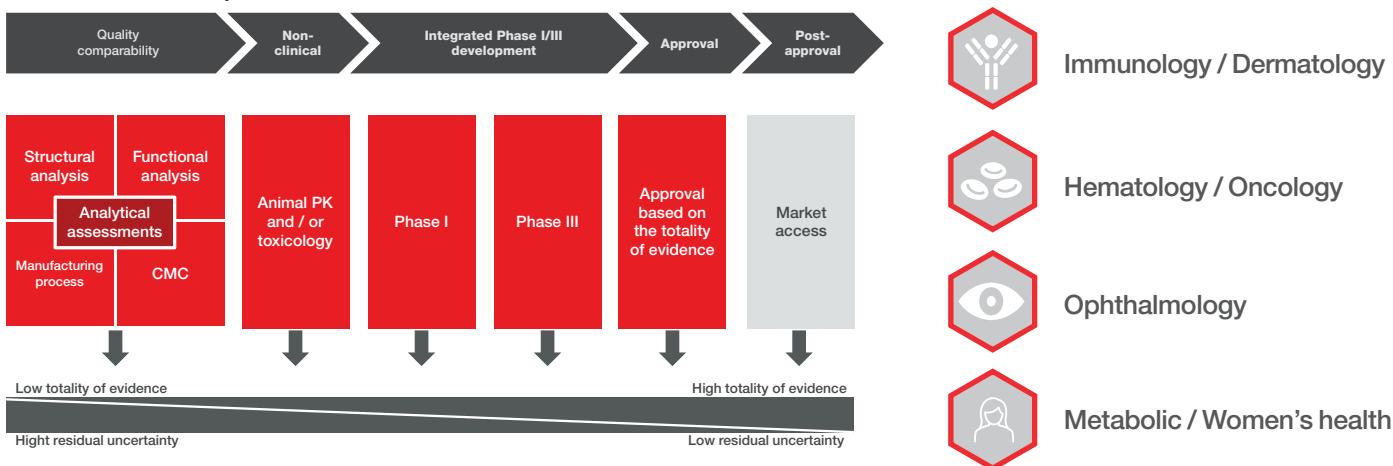 Quality
comparability
Non-
clinical
Integrated Phase I/III
development
Approval
Post-
approval
Structural
analysis
Functional
analysis
Analytical
assessments
Manufacturing
process
CMC
Animal PK
and / or
toxicology
Phase I
Phase III
Approval
based on
the totality
of evidence
Market
access
Low totality of evidence
High totality of evidence
Hight residual uncertainty
Low residual uncertainty
Immunology / Dermatology
Hematology / Oncology
Ophthalmology
Metabolic / Women’s health